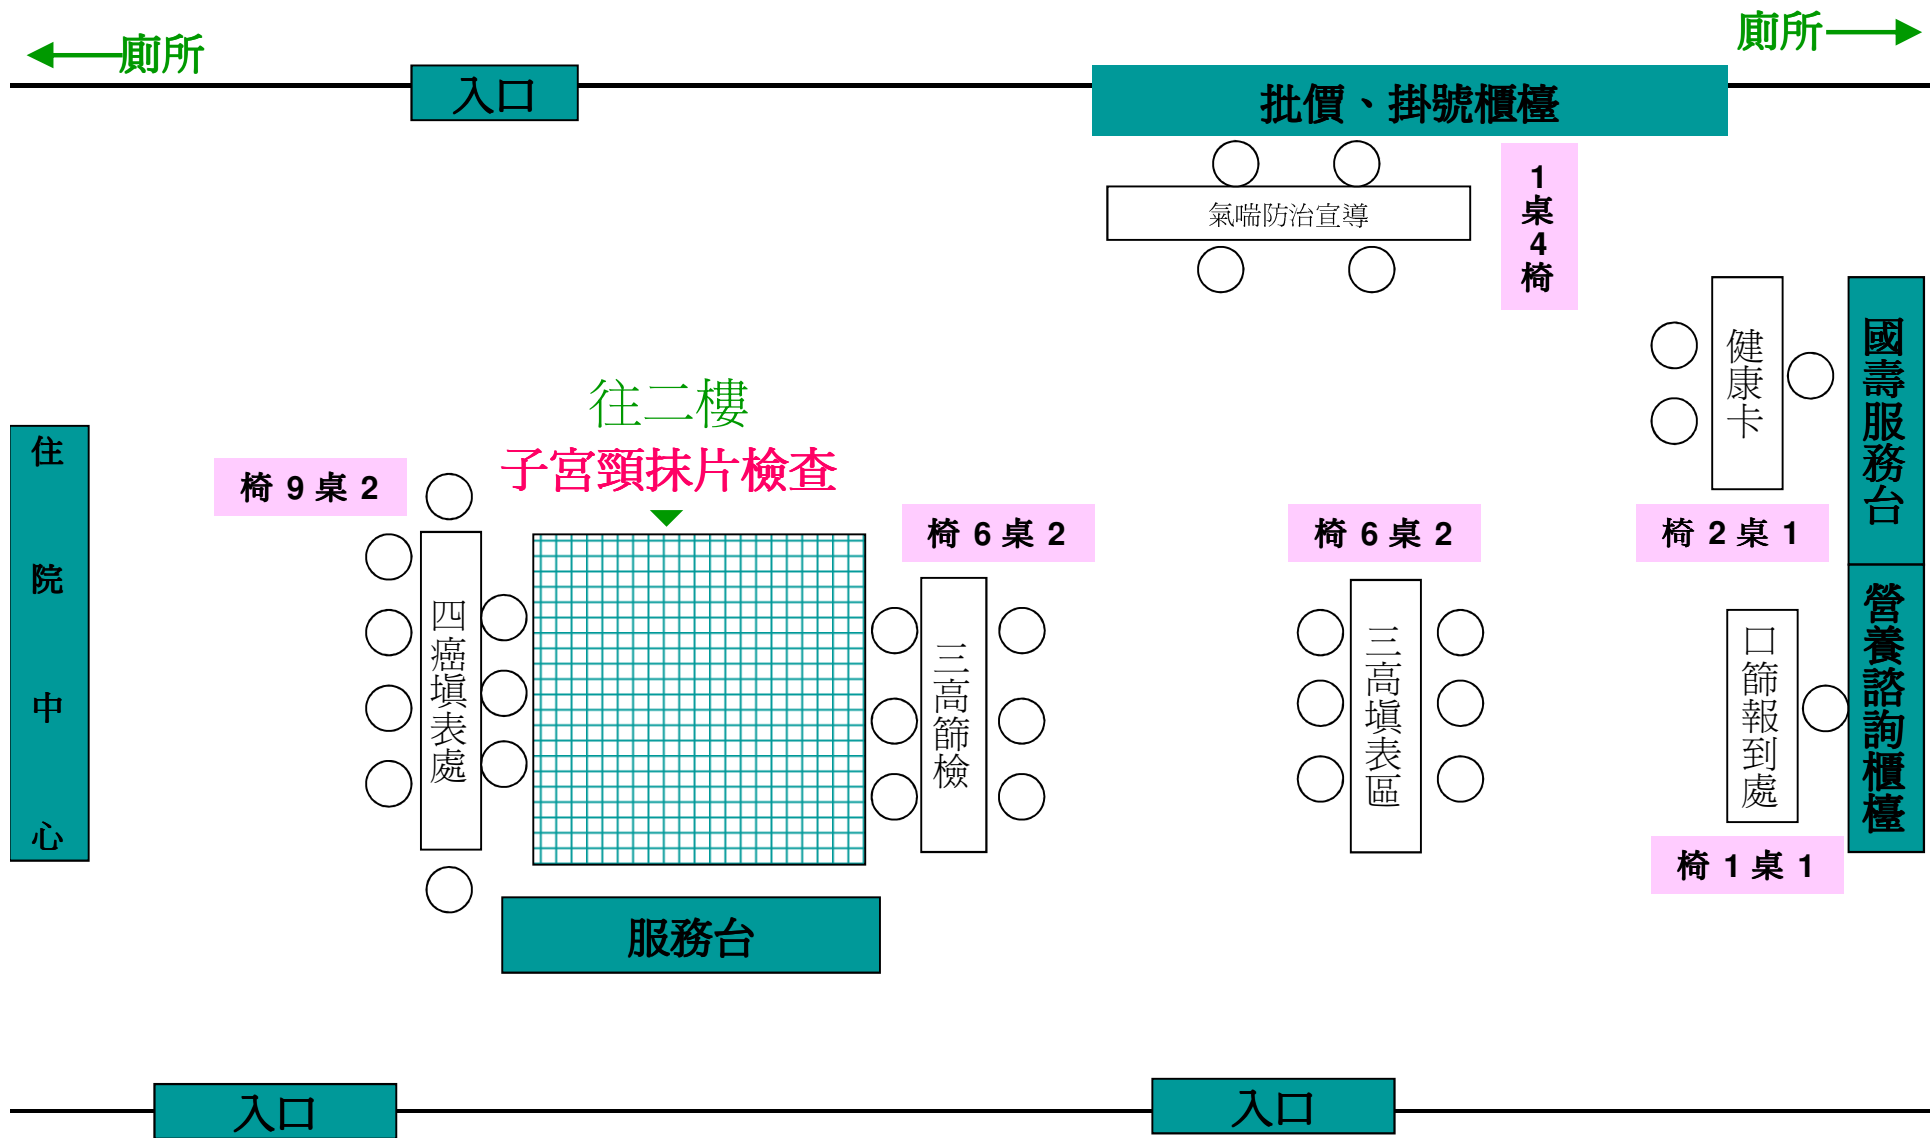 廁所
廁所
入口
批價、掛號櫃檯
氣喘防治宣導
1桌4椅
健康卡
國壽服務台
往二樓
子宮頸抹片檢查
住院中心
椅 9 桌 2
椅 6 桌 2
椅 6 桌 2
椅 2 桌 1
四癌填表處
三高篩檢
三高填表區
口篩報到處
營養諮詢櫃檯
椅 1 桌 1
服務台
入口
入口